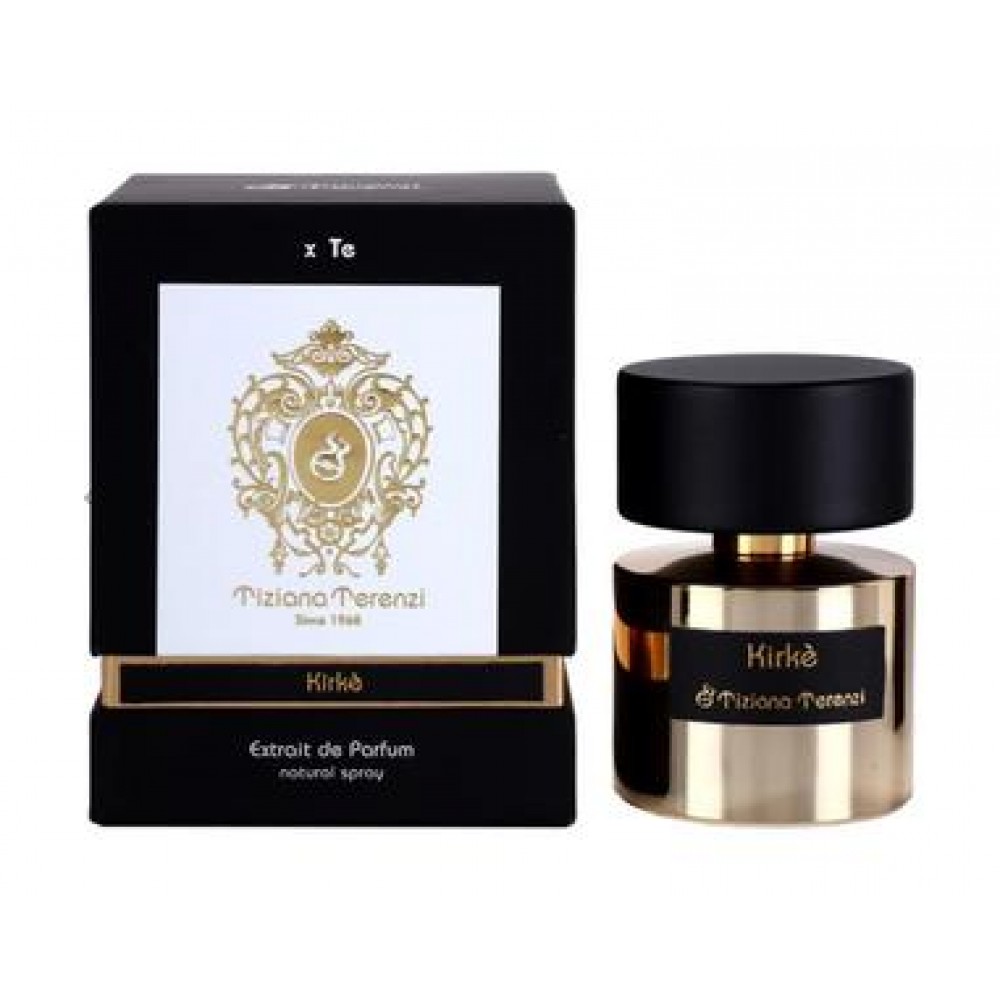 x Te
Tiziana Terenzi
Since 1968
Kirkè
Extrait de Parfum
natural spray
Kirkè
Tiziana Terenzi